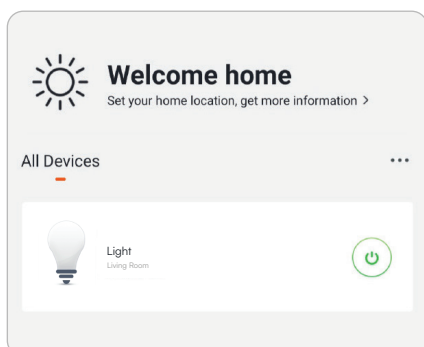 Welcome home
Set your home location, get more information >
All Devices
Light
Living Room